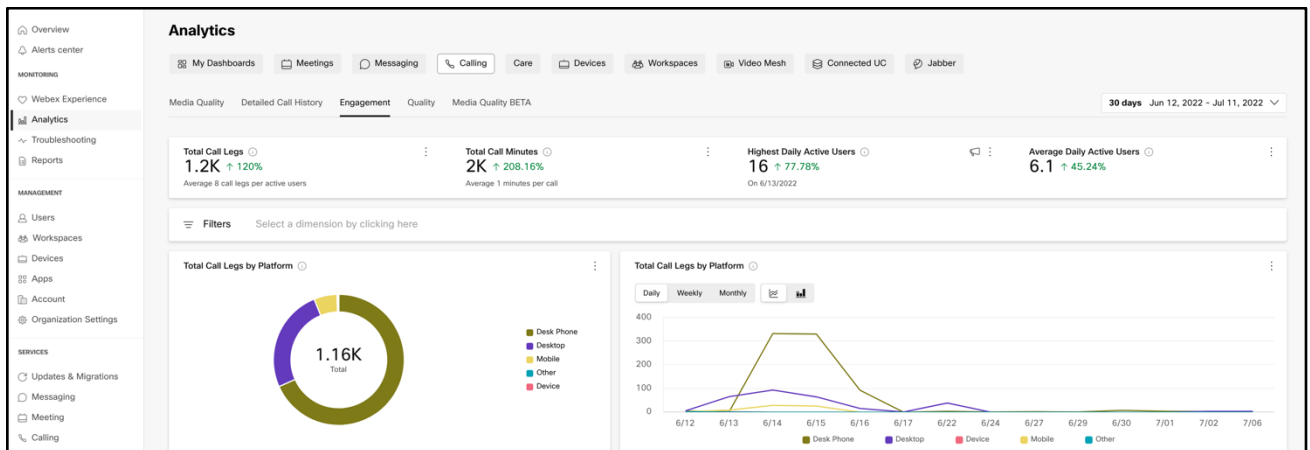 Overview
Alerts center
MONITORING
Webex Experience
Analytics
Troubleshooting
Reports
MANAGEMENT
Users
Workspaces
Devices
Apps
Account
Organization Settings
SERVICES
Updates & Migrations
Messaging
Meeting
Calling
Analytics
My Dashboards Meetings Messaging Calling Care Devices Workspaces Video Mesh Connected UC Jabber
Media Quality Detailed Call History Engagement Quality Media Quality BETA 30 days Jun 12, 2022 - Jul 11, 2022
Total Call Legs
1.2K ↑ 120%
Average 8 call legs per active users
Total Call Minutes
2K ↑ 208.16%
Average 1 minutes per call
Highest Daily Active Users
16 ↑ 77.78%
On 6/13/2022
Average Daily Active Users
6.1 ↑ 45.24%
Filters Select a dimension by clicking here
Total Call Legs by Platform
1.16K
Total
Desk Phone
Desktop
Mobile
Other
Device
Total Call Legs by Platform
Daily Weekly Monthly
400
300
200
100
0
6/12 6/13 6/14 6/15 6/16 6/17 6/22 6/24 6/27 6/29 6/30 7/01 7/02 7/06
Desk Phone Desktop Device Mobile Other